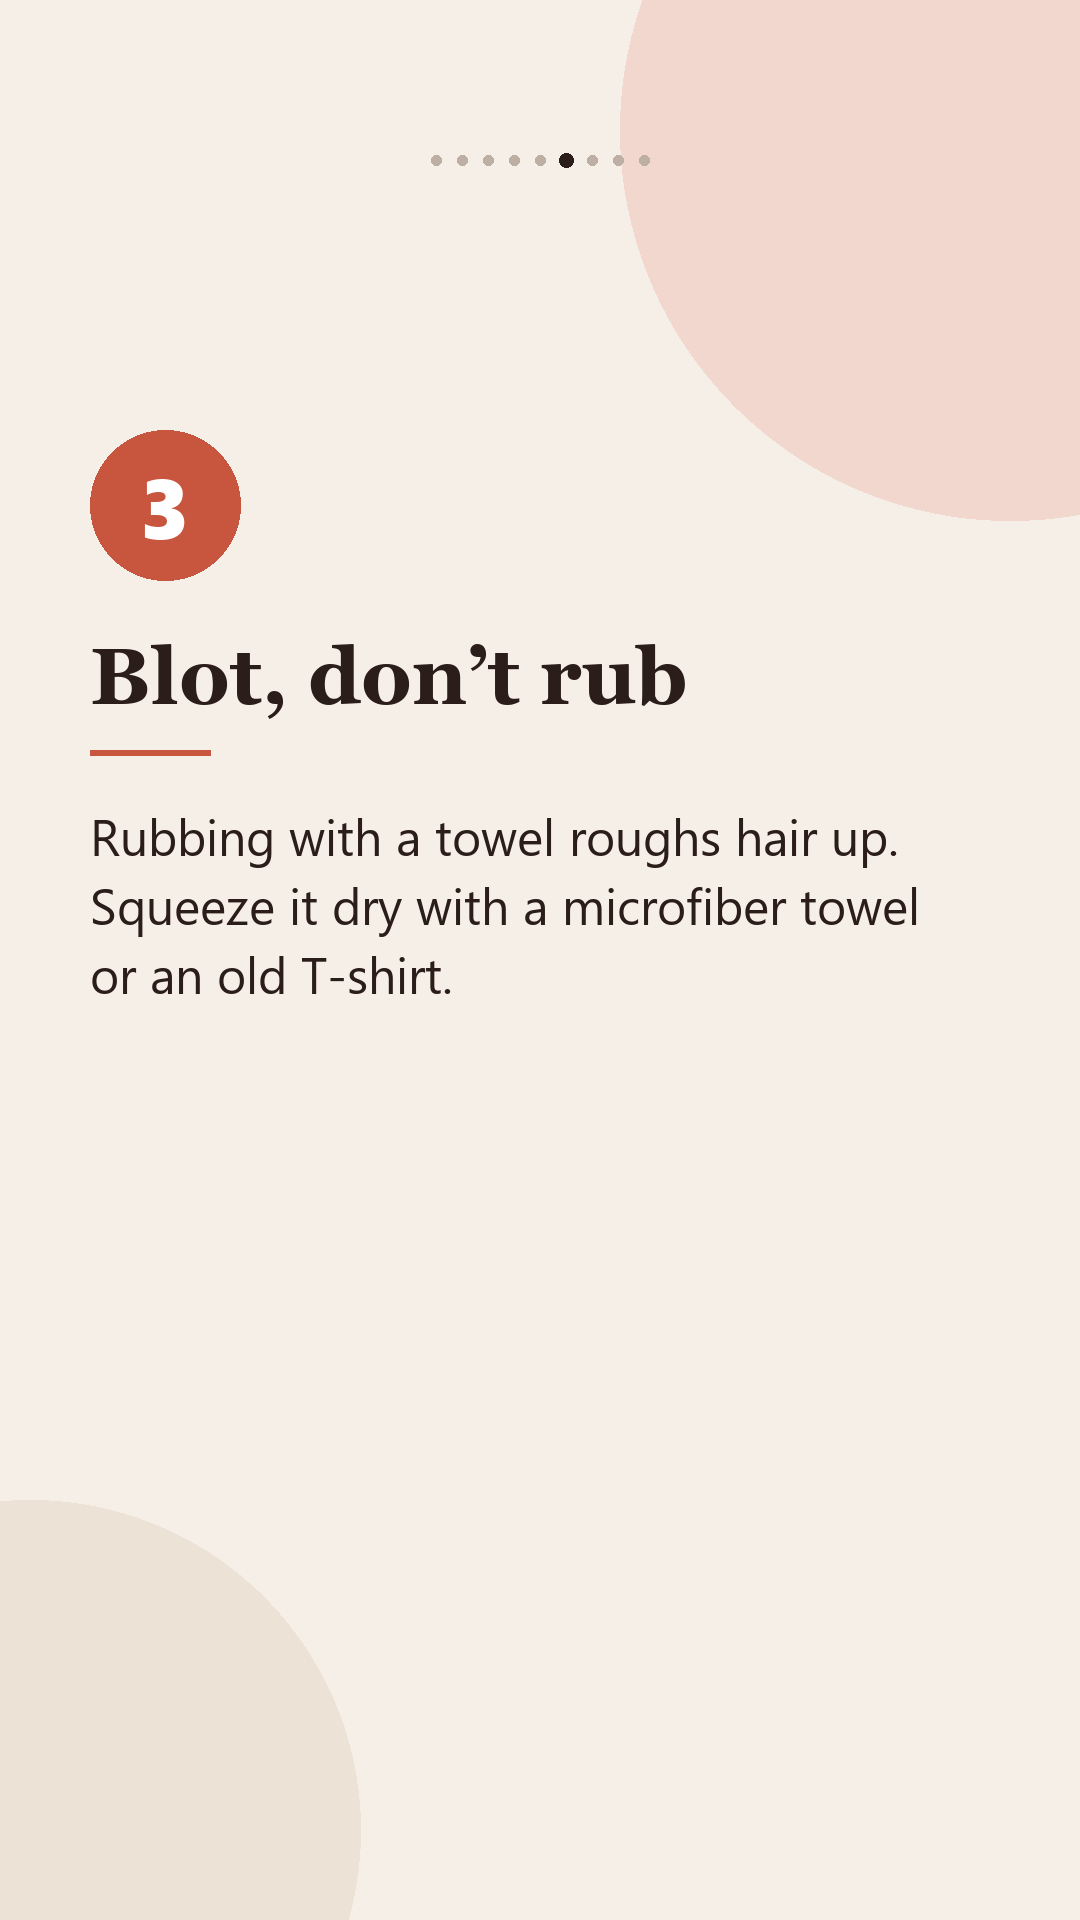 3
Blot, don’t rub
Rubbing with a towel roughs hair up.
Squeeze it dry with a microfiber towel
or an old T-shirt.